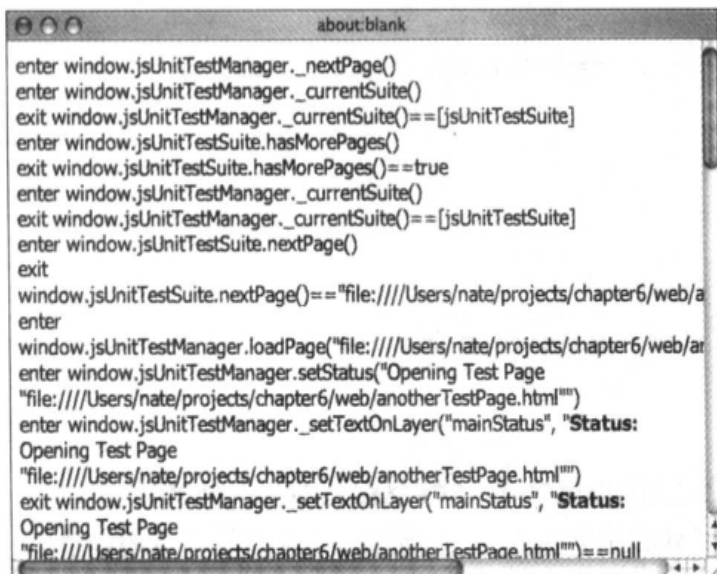 about:blank
enter window.jsUnitTestManager._nextPage()
enter window.jsUnitTestManager._currentSuite()
exit window.jsUnitTestManager._currentSuite()==[jsUnitTestSuite]
enter window.jsUnitTestSuite.hasMorePages()
exit window.jsUnitTestSuite.hasMorePages()==true
enter window.jsUnitTestManager._currentSuite()
exit window.jsUnitTestManager._currentSuite()==[jsUnitTestSuite]
enter window.jsUnitTestSuite.nextPage()
exit
window.jsUnitTestSuite.nextPage()=="file:////Users/nate/projects/chapter6/web/a
enter
window.jsUnitTestManager.loadPage("file:////Users/nate/projects/chapter6/web/an
enter window.jsUnitTestManager.setStatus("Opening Test Page
"file:////Users/nate/projects/chapter6/web/anotherTestPage.html"")
enter window.jsUnitTestManager._setTextOnLayer("mainStatus", "Status:
Opening Test Page
"file:////Users/nate/projects/chapter6/web/anotherTestPage.html"")
exit window.jsUnitTestManager._setTextOnLayer("mainStatus", "Status:
Opening Test Page
"file:////Users/nate/projects/chapter6/web/anotherTestPage.html"")==null